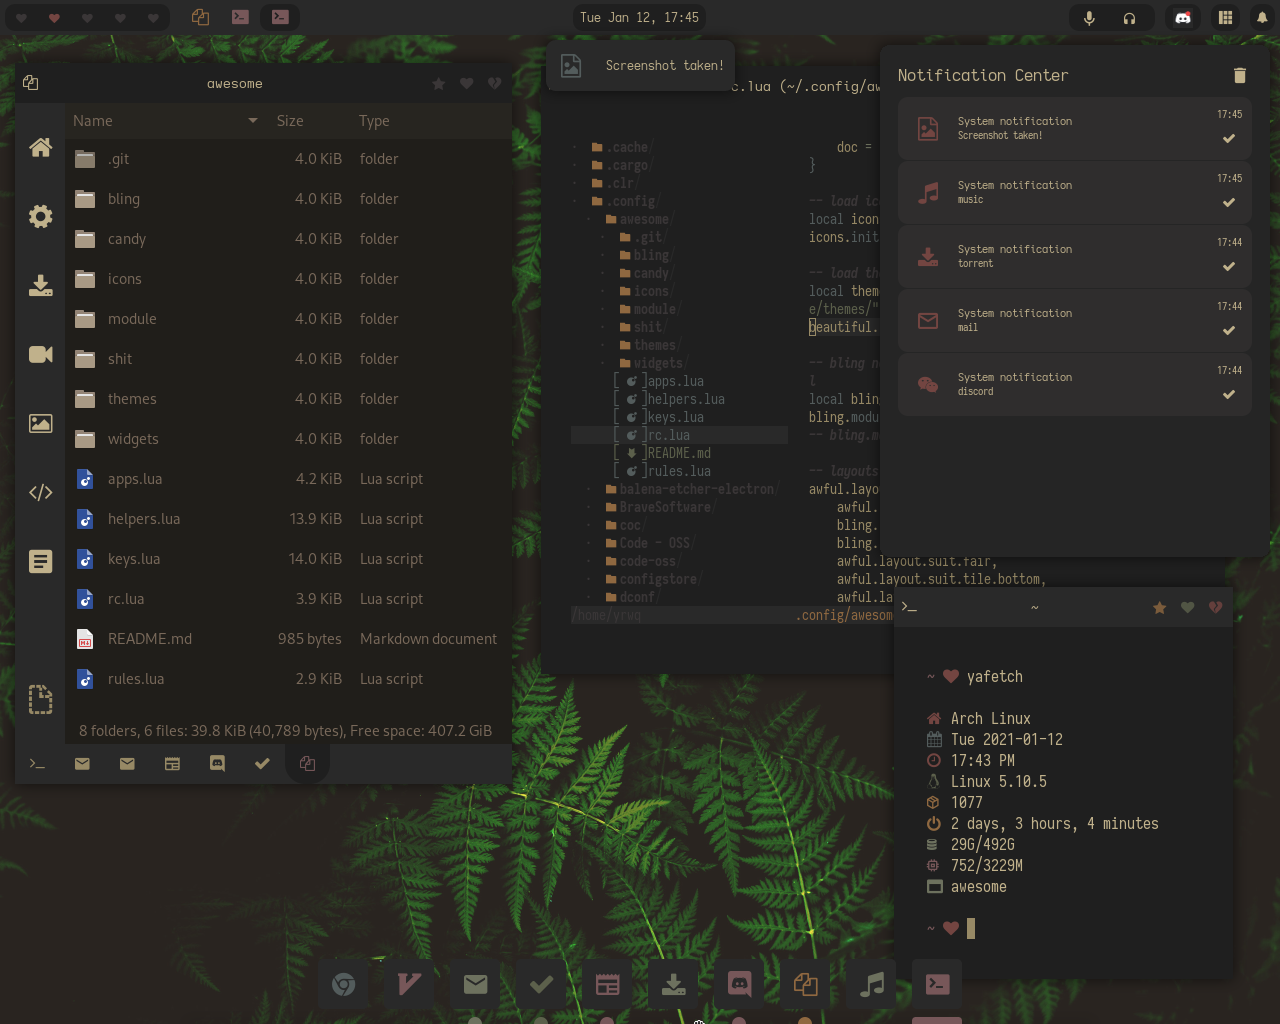 Tue Jan 12, 17:45
Screenshot taken!
awesome
Name Size Type
.git 4.0 KiB folder
bling 4.0 KiB folder
candy 4.0 KiB folder
icons 4.0 KiB folder
module 4.0 KiB folder
shit 4.0 KiB folder
themes 4.0 KiB folder
widgets 4.0 KiB folder
apps.lua 4.2 KiB Lua script
helpers.lua 13.9 KiB Lua script
keys.lua 14.0 KiB Lua script
rc.lua 3.9 KiB Lua script
README.md 985 bytes Markdown document
rules.lua 2.9 KiB Lua script
8 folders, 6 files: 39.8 KiB (40,789 bytes), Free space: 407.2 GiB
rc.lua (~/.config/aw
.cache/
.cargo/
.clr/
.config/
awesome/
.git/
bling/
candy/
icons/
module/
shit/
themes/
widgets/
[ ]apps.lua
[ ]helpers.lua
[ ]keys.lua
[ ]rc.lua
[ ]README.md
[ ]rules.lua
balena-etcher-electron/
BraveSoftware/
coc/
Code - OSS/
code-oss/
configstore/
dconf/
/home/yrwq
doc =
}
-- load ic
local icon
icons.init
-- load th
local them
e/themes/"
beautiful.
-- bling n
l
local blin
bling.modu
-- bling.m
-- layouts
awful.layo
awful.
bling.
bling.
awful.layout.suit.fair,
awful.layout.suit.tile.bottom,
awful.la
.config/awesom
Notification Center
System notification 17:45
Screenshot taken!
System notification 17:45
music
System notification 17:44
torrent
System notification 17:44
mail
System notification 17:44
discord
~
~ yafetch
Arch Linux
Tue 2021-01-12
17:43 PM
Linux 5.10.5
1077
2 days, 3 hours, 4 minutes
29G/492G
752/3229M
awesome
~